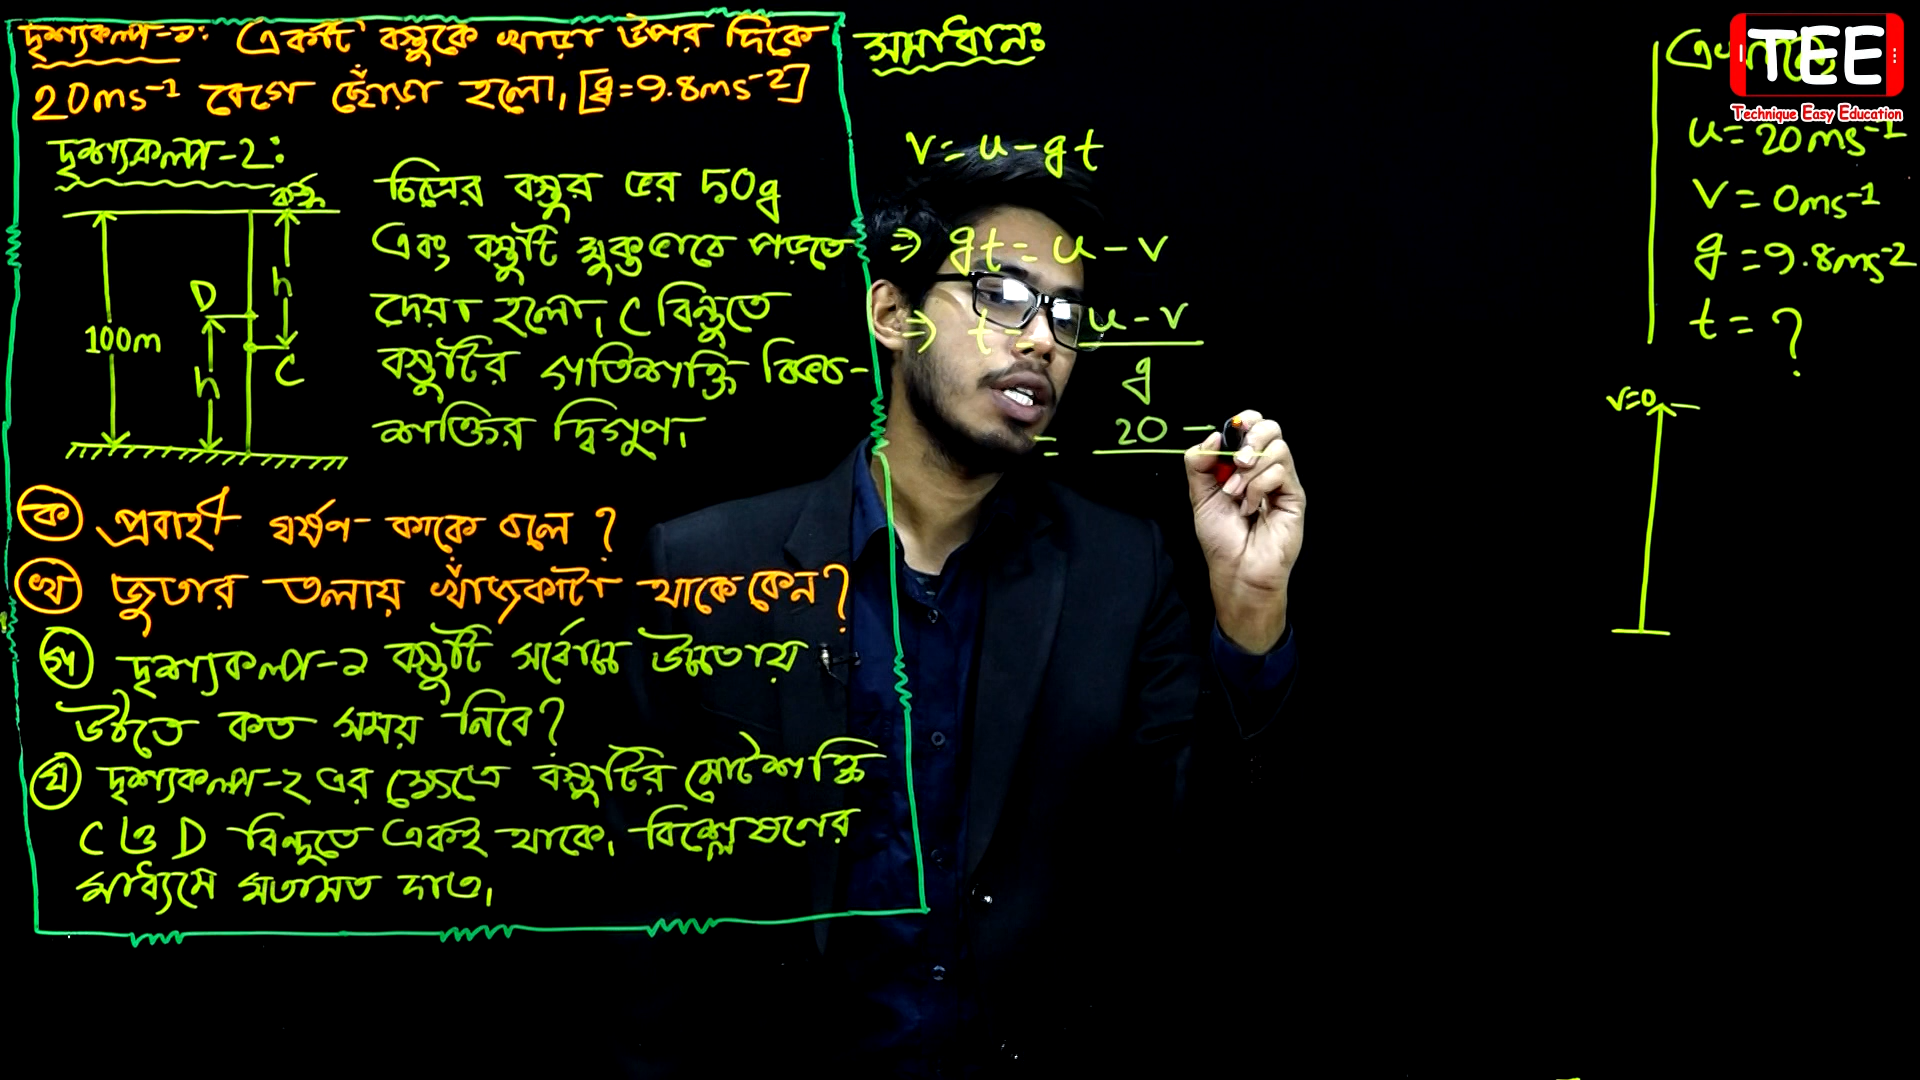 দৃশ্যকল্প-১: একটি বস্তুকে খাড়া উপর দিকে
20ms⁻¹ বেগে ছোঁড়া হলো। [g=9.8ms⁻²]
দৃশ্যকল্প-২:
চিত্রের বস্তুর ভর 50g
এবং বস্তুটি মুক্তভাবে পড়তে
দেয়া হলো। C বিন্দুতে
বস্তুটির গতিশক্তি বিভব-
শক্তির দ্বিগুণ।
100m
D
h
h
C
ক প্রবাহী ঘর্ষণ কাকে বলে ?
খ জুতার তলায় খাঁজকাটা থাকে কেন?
গ দৃশ্যকল্প-১ বস্তুটি সর্বোচ্চ উচ্চতায়
উঠতে কত সময় নিবে?
ঘ দৃশ্যকল্প-২ এর ক্ষেত্রে বস্তুটির মোটশক্তি
C ও D বিন্দুতে একই থাকে। বিশ্লেষণের
মাধ্যমে মতামত দাও।
সমাধানঃ
v = u - gt
⇒ gt = u - v
⇒ t = u - v
g
= 20 -
TEE
Technique Easy Education
u = 20ms⁻¹
v = 0ms⁻¹
g = 9.8ms⁻²
t = ?
v=0